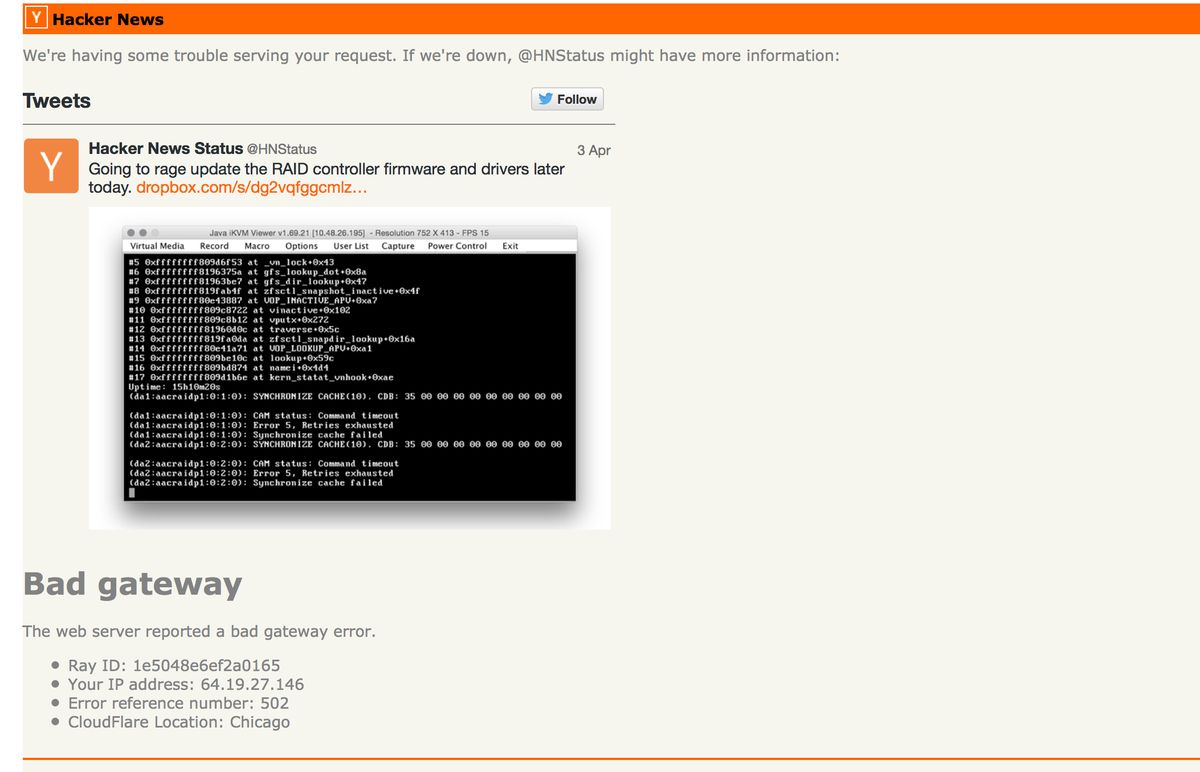 Y Hacker News
We're having some trouble serving your request. If we're down, @HNStatus might have more information:
Tweets
Follow
Y
Hacker News Status @HNStatus
3 Apr
Going to rage update the RAID controller firmware and drivers later
today. dropbox.com/s/dg2vqfggcmlz…
Java iKVM Viewer v1.69.21 [10.48.26.195] - Resolution 752 X 413 - FPS 15
Virtual Media Record Macro Options User List Capture Power Control Exit
#5 0xffffffff809d6f53 at _vn_lock+0x43
#6 0xffffffff8196375a at gfs_lookup_dot+0x8a
#7 0xffffffff81963be7 at gfs_dir_lookup+0x47
#8 0xffffffff819fab4f at zfsctl_snapshot_inactive+0x4f
#9 0xffffffff80e43887 at VOP_INACTIVE_APV+0xa7
#10 0xffffffff809c8722 at vinactive+0x102
#11 0xffffffff809c8b12 at vputx+0x272
#12 0xffffffff81960d0c at traverse+0x5c
#13 0xffffffff819fa0da at zfsctl_snapdir_lookup+0x16a
#14 0xffffffff80e41a71 at VOP_LOOKUP_APV+0xa1
#15 0xffffffff809be10c at lookup+0x59c
#16 0xffffffff809bd874 at namei+0x4d4
#17 0xffffffff809d1b6e at kern_statat_vnhook+0xae
Uptime: 15h10m20s
(da1:aacraidp1:0:1:0): SYNCHRONIZE CACHE(10). CDB: 35 00 00 00 00 00 00 00 00 00
(da1:aacraidp1:0:1:0): CAM status: Command timeout
(da1:aacraidp1:0:1:0): Error 5, Retries exhausted
(da1:aacraidp1:0:1:0): Synchronize cache failed
(da2:aacraidp1:0:2:0): SYNCHRONIZE CACHE(10). CDB: 35 00 00 00 00 00 00 00 00 00
(da2:aacraidp1:0:2:0): CAM status: Command timeout
(da2:aacraidp1:0:2:0): Error 5, Retries exhausted
(da2:aacraidp1:0:2:0): Synchronize cache failed
Bad gateway
The web server reported a bad gateway error.
• Ray ID: 1e5048e6ef2a0165
• Your IP address: 64.19.27.146
• Error reference number: 502
• CloudFlare Location: Chicago